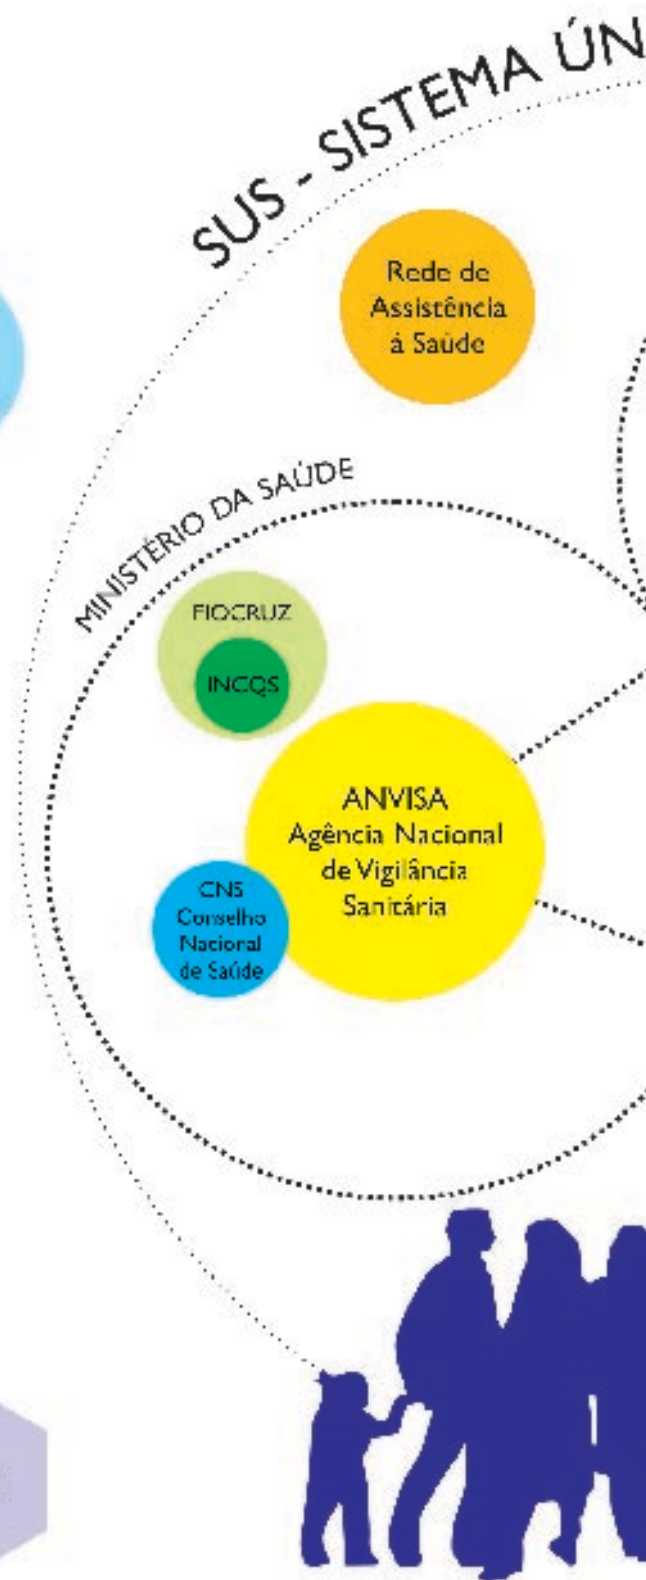 SUS - SISTEMA ÚN
Rede de
Assistência
á Saúde
MINISTÉRIO DA SAÚDE
FIOCRUZ
INCQS
ANVISA
Agência Nacional
de Vigilância
Sanitária
CNS
Conselho
Nacional
de Saúde